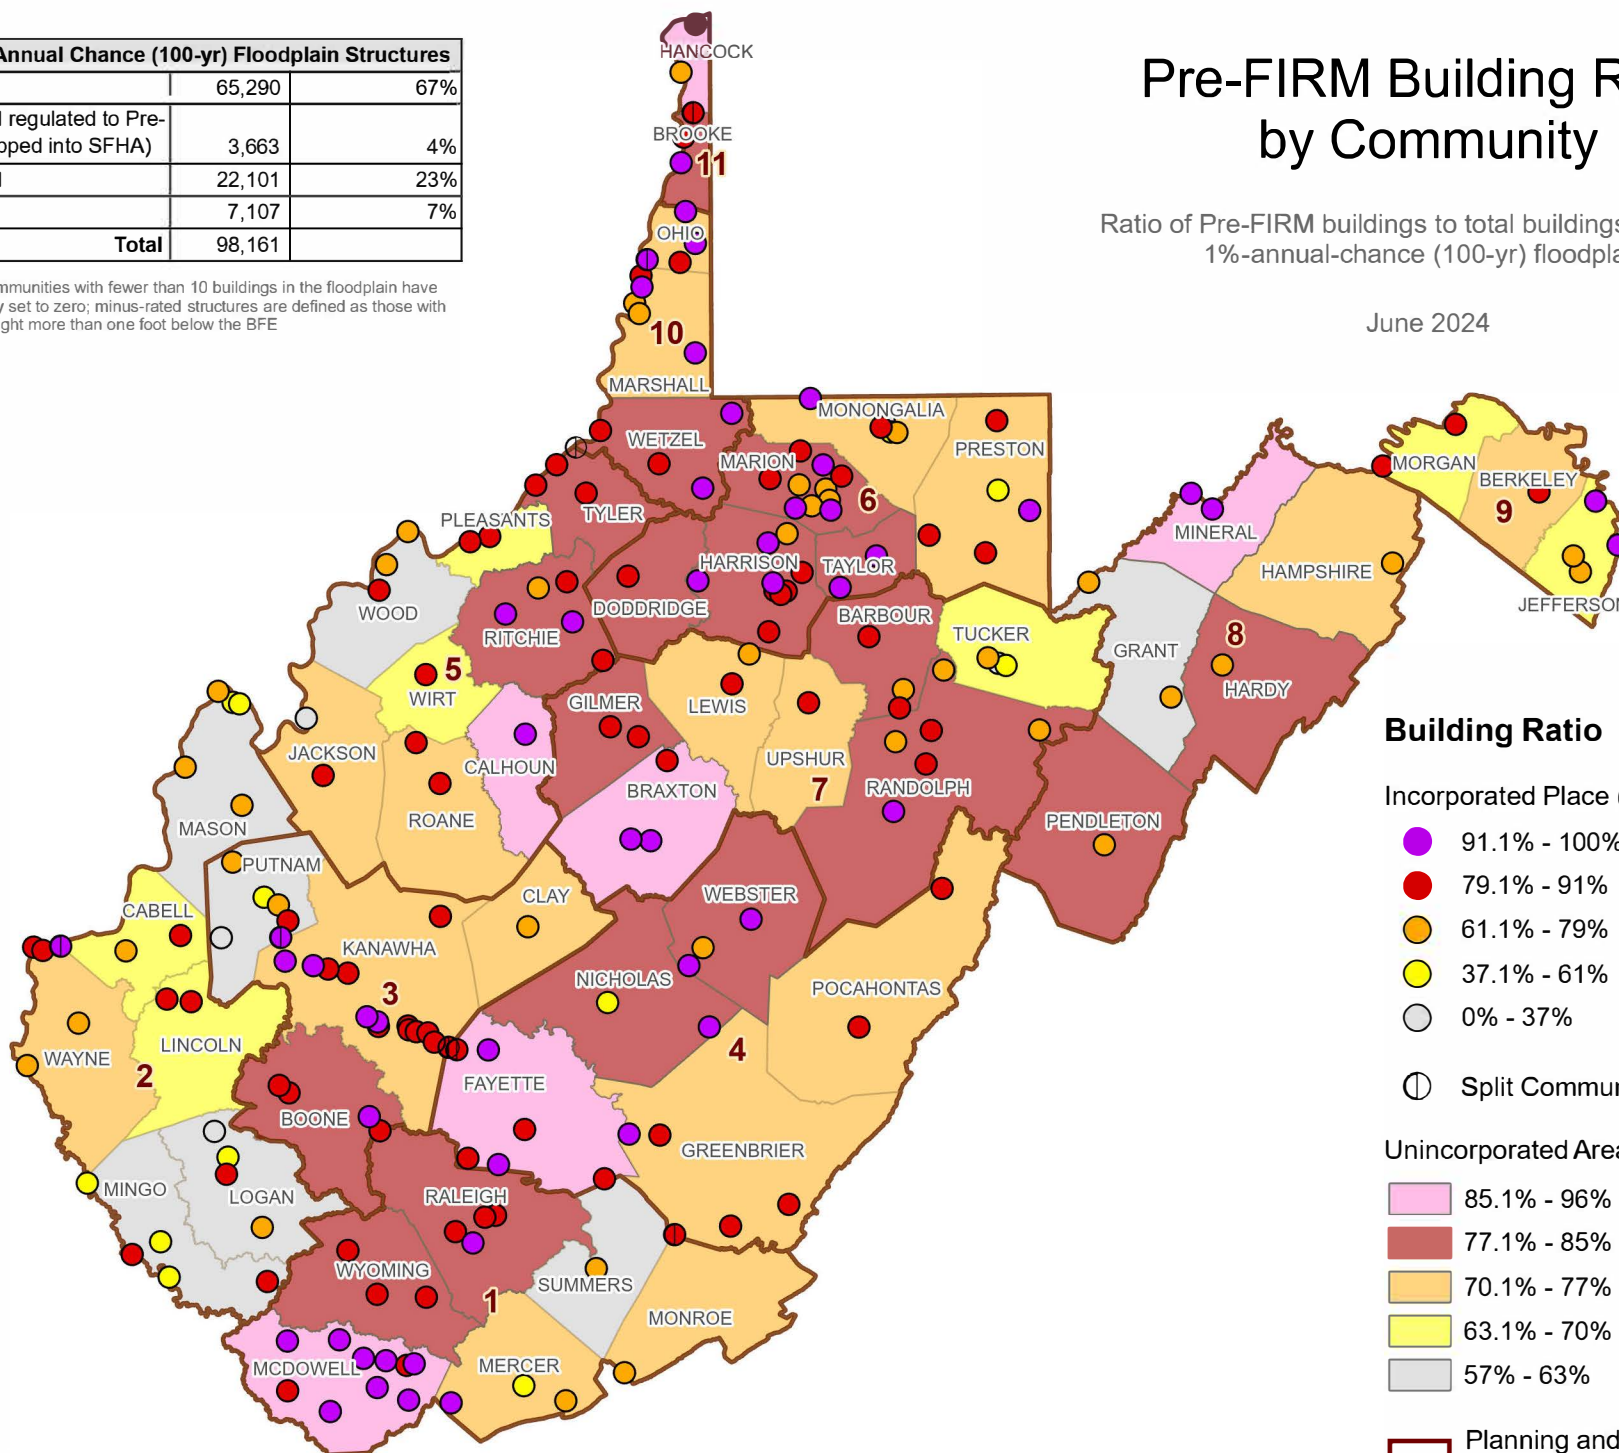 Annual Chance (100-yr) Floodplain Structures
65,290 67%
regulated to Pre-
pped into SFHA) 3,663 4%
22,101 23%
7,107 7%
Total 98,161
mmunities with fewer than 10 buildings in the floodplain have
y set to zero; minus-rated structures are defined as those with
ght more than one foot below the BFE
Pre-FIRM Building R
by Community
Ratio of Pre-FIRM buildings to total buildings
1%-annual-chance (100-yr) floodpla
June 2024
HANCOCK
BROOKE
11
OHIO
10
MARSHALL
MONONGALIA
WETZEL
PRESTON
MARION
MORGAN
BERKELEY
6
9
TYLER
PLEASANTS
MINERAL
HARRISON
TAYLOR
HAMPSHIRE
JEFFERSON
WOOD
DODDRIDGE
BARBOUR
RITCHIE
TUCKER
8
GRANT
5
HARDY
WIRT
GILMER
LEWIS
JACKSON
UPSHUR
CALHOUN
7
BRAXTON
RANDOLPH
ROANE
PENDLETON
MASON
PUTNAM
CLAY
WEBSTER
CABELL
KANAWHA
NICHOLAS
POCAHONTAS
3
LINCOLN
4
WAYNE
2
FAYETTE
BOONE
GREENBRIER
MINGO
LOGAN
RALEIGH
WYOMING
SUMMERS
1
MONROE
MCDOWELL
MERCER
Building Ratio
Incorporated Place (
91.1% - 100%
79.1% - 91%
61.1% - 79%
37.1% - 61%
0% - 37%
Split Commun
Unincorporated Area
85.1% - 96%
77.1% - 85%
70.1% - 77%
63.1% - 70%
57% - 63%
Planning and